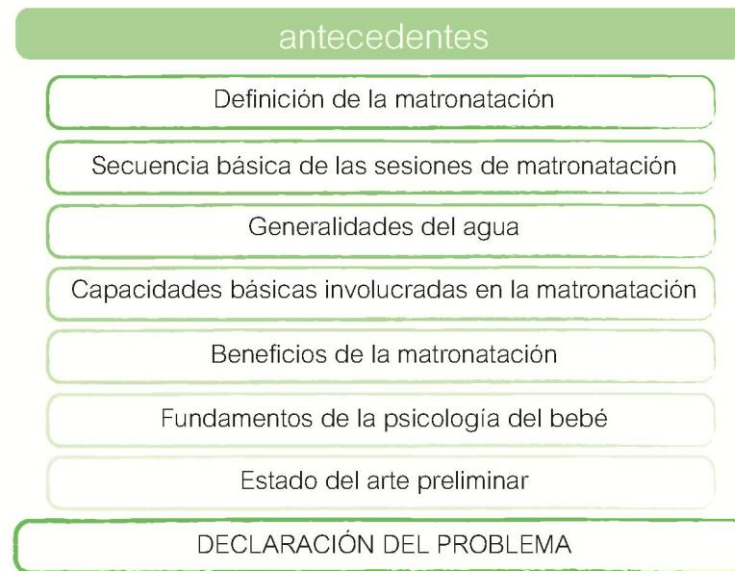 antecedentes
Definición de la matronatación
Secuencia básica de las sesiones de matronatación
Generalidades del agua
Capacidades básicas involucradas en la matronatación
Beneficios de la matronatación
Fundamentos de la psicología del bebé
Estado del arte preliminar
DECLARACIÓN DEL PROBLEMA